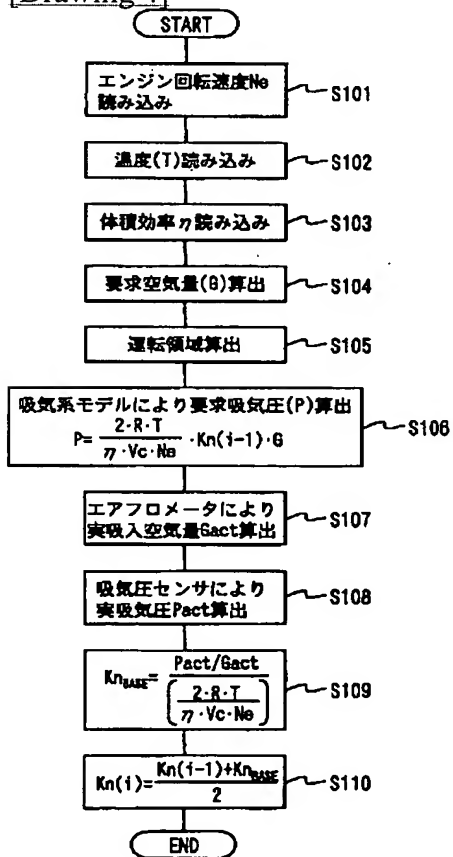 [Drawing
START
エンジン回転速度Ne
読み込み
S101
温度(T)読み込み
S102
体積効率η読み込み
S103
要求空気量(G)算出
S104
運転領域算出
S105
吸気系モデルにより要求吸気圧(P)算出
P= 2·R·T / η·Vc·Ne ·Kn(i-1)·G
S106
エアフロメータにより
実吸入空気量Gact算出
S107
吸気圧センサにより
実吸気圧Pact算出
S108
Kn BASE = Pact/Gact / (2·R·T / η·Vc·Ne)
S109
Kn(i)= Kn(i-1)+Kn BASE / 2
S110
END